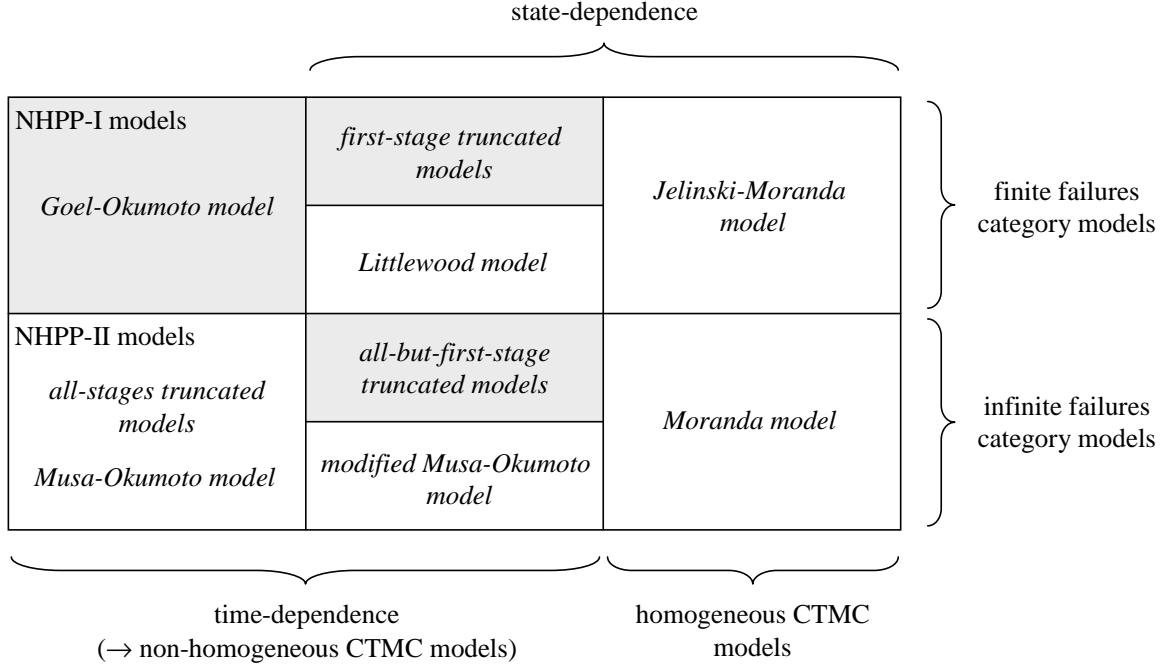 state-dependence
NHPP-I models
Goel-Okumoto model
first-stage truncated
models
Littlewood model
Jelinski-Moranda
model
finite failures
category models
NHPP-II models
all-stages truncated
models
Musa-Okumoto model
all-but-first-stage
truncated models
modified Musa-Okumoto
model
Moranda model
infinite failures
category models
time-dependence
(→ non-homogeneous CTMC models)
homogeneous CTMC
models